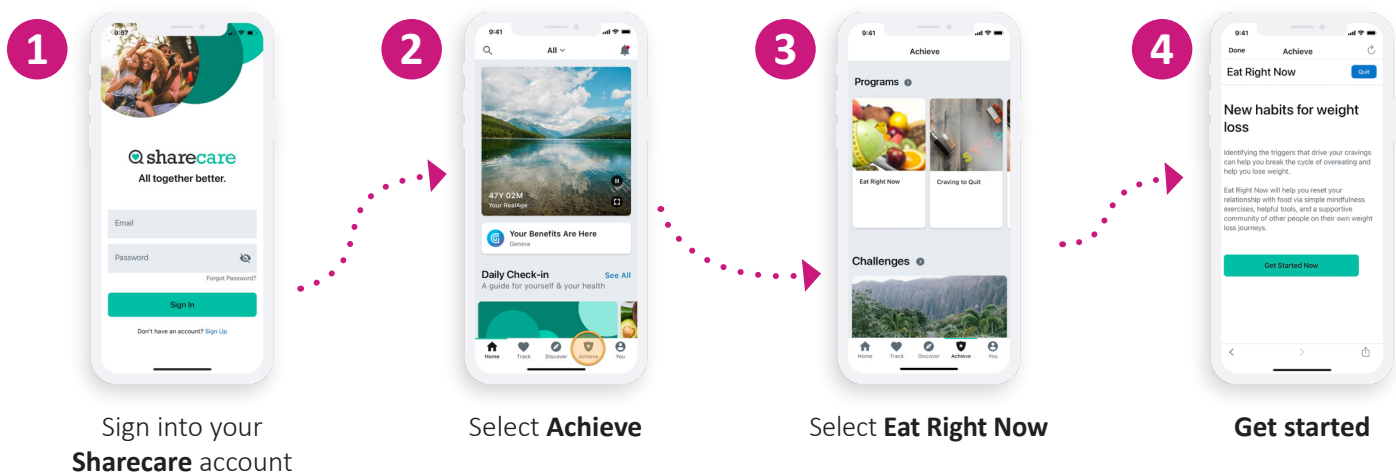 1
9:57
sharecare
All together better.
Email
Password
Forgot Password?
Sign In
Don't have an account? Sign Up
Sign into your
Sharecare account
2
9:41
All
47Y 02M
Your RealAge
Your Benefits Are Here
Genera
Daily Check-in
See All
A guide for yourself & your health
Home
Track
Discover
Achieve
You
Select Achieve
3
9:41
Achieve
Programs
Eat Right Now
Craving to Quit
Challenges
Home
Track
Discover
Achieve
You
Select Eat Right Now
4
9:41
Done
Achieve
Eat Right Now
Quit
New habits for weight
loss
Identifying the triggers that drive your cravings
can help you break the cycle of overeating and
help you lose weight.
Eat Right Now will help you reset your
relationship with food via simple mindfulness
exercises, helpful tools, and a supportive
community of other people on their own weight
loss journeys.
Get Started Now
Get started